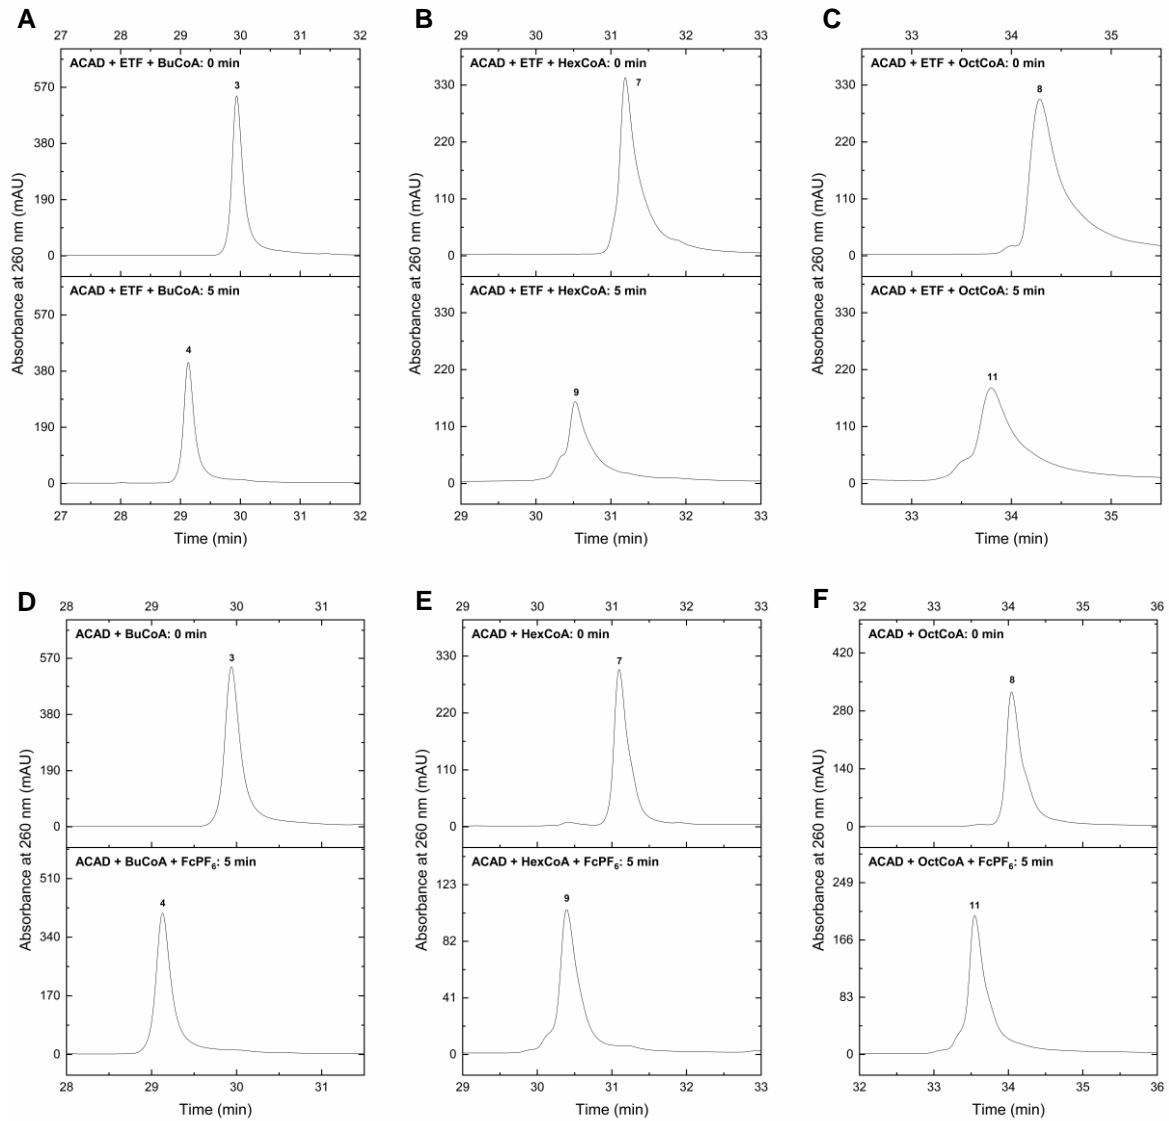 A
27 28 29 30 31 32
ACAD + ETF + BuCoA: 0 min
3
570
380
190
0
ACAD + ETF + BuCoA: 5 min
4
570
380
190
0
27 28 29 30 31 32
Time (min)
Absorbance at 260 nm (mAU)
B
29 30 31 32 33
ACAD + ETF + HexCoA: 0 min
7
330
220
110
0
ACAD + ETF + HexCoA: 5 min
9
330
220
110
0
29 30 31 32 33
Time (min)
Absorbance at 260 nm (mAU)
C
33 34 35
ACAD + ETF + OctCoA: 0 min
8
330
220
110
0
ACAD + ETF + OctCoA: 5 min
11
330
220
110
0
33 34 35
Time (min)
Absorbance at 260 nm (mAU)
D
28 29 30 31
ACAD + BuCoA: 0 min
3
570
380
190
0
ACAD + BuCoA + FcPF₆: 5 min
4
510
340
170
0
28 29 30 31
Time (min)
Absorbance at 260 nm (mAU)
E
29 30 31 32 33
ACAD + HexCoA: 0 min
7
330
220
110
0
ACAD + HexCoA + FcPF₆: 5 min
9
123
82
41
0
29 30 31 32 33
Time (min)
Absorbance at 260 nm (mAU)
F
32 33 34 35 36
ACAD + OctCoA: 0 min
8
420
280
140
0
ACAD + OctCoA + FcPF₆: 5 min
11
249
166
83
0
32 33 34 35 36
Time (min)
Absorbance at 260 nm (mAU)